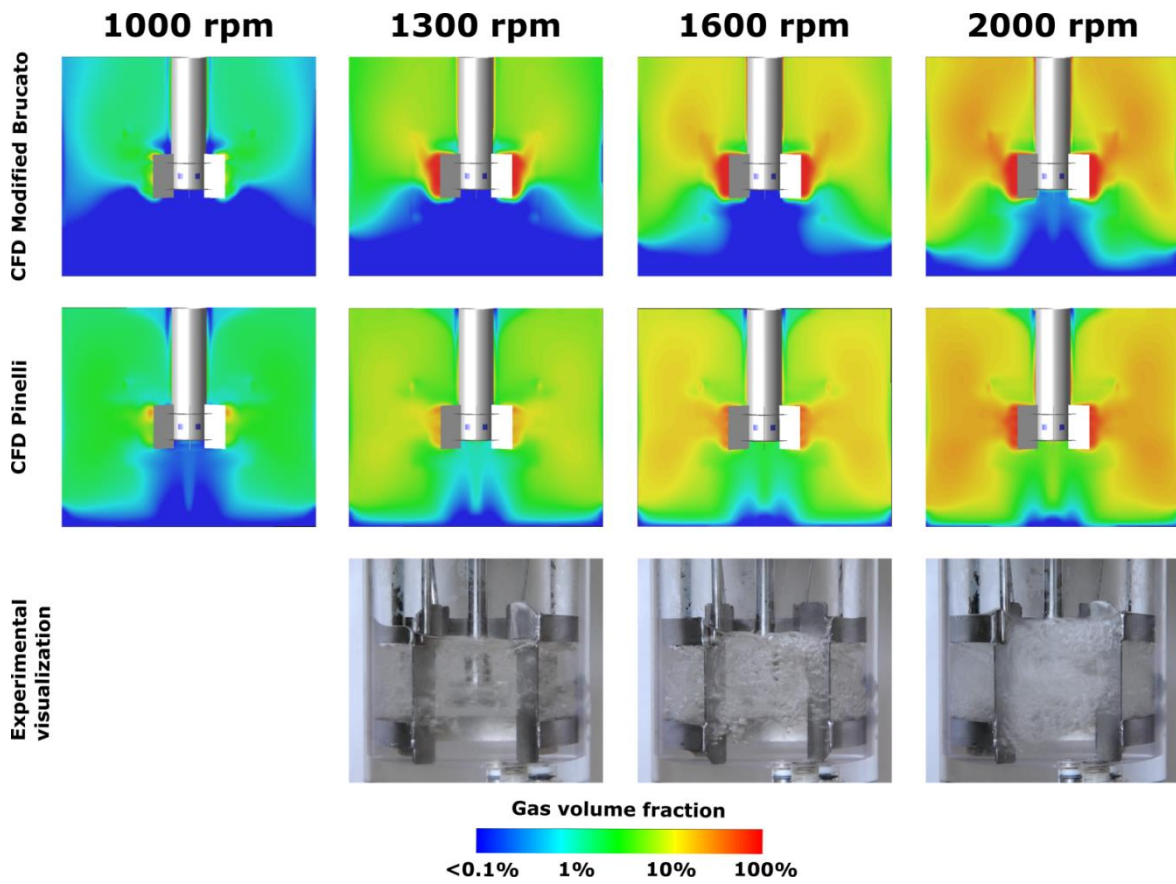 1000 rpm
1300 rpm
1600 rpm
2000 rpm
CFD Modified Brucato
CFD Pinelli
Experimental
visualization
Gas volume fraction
<0.1%
1%
10%
100%